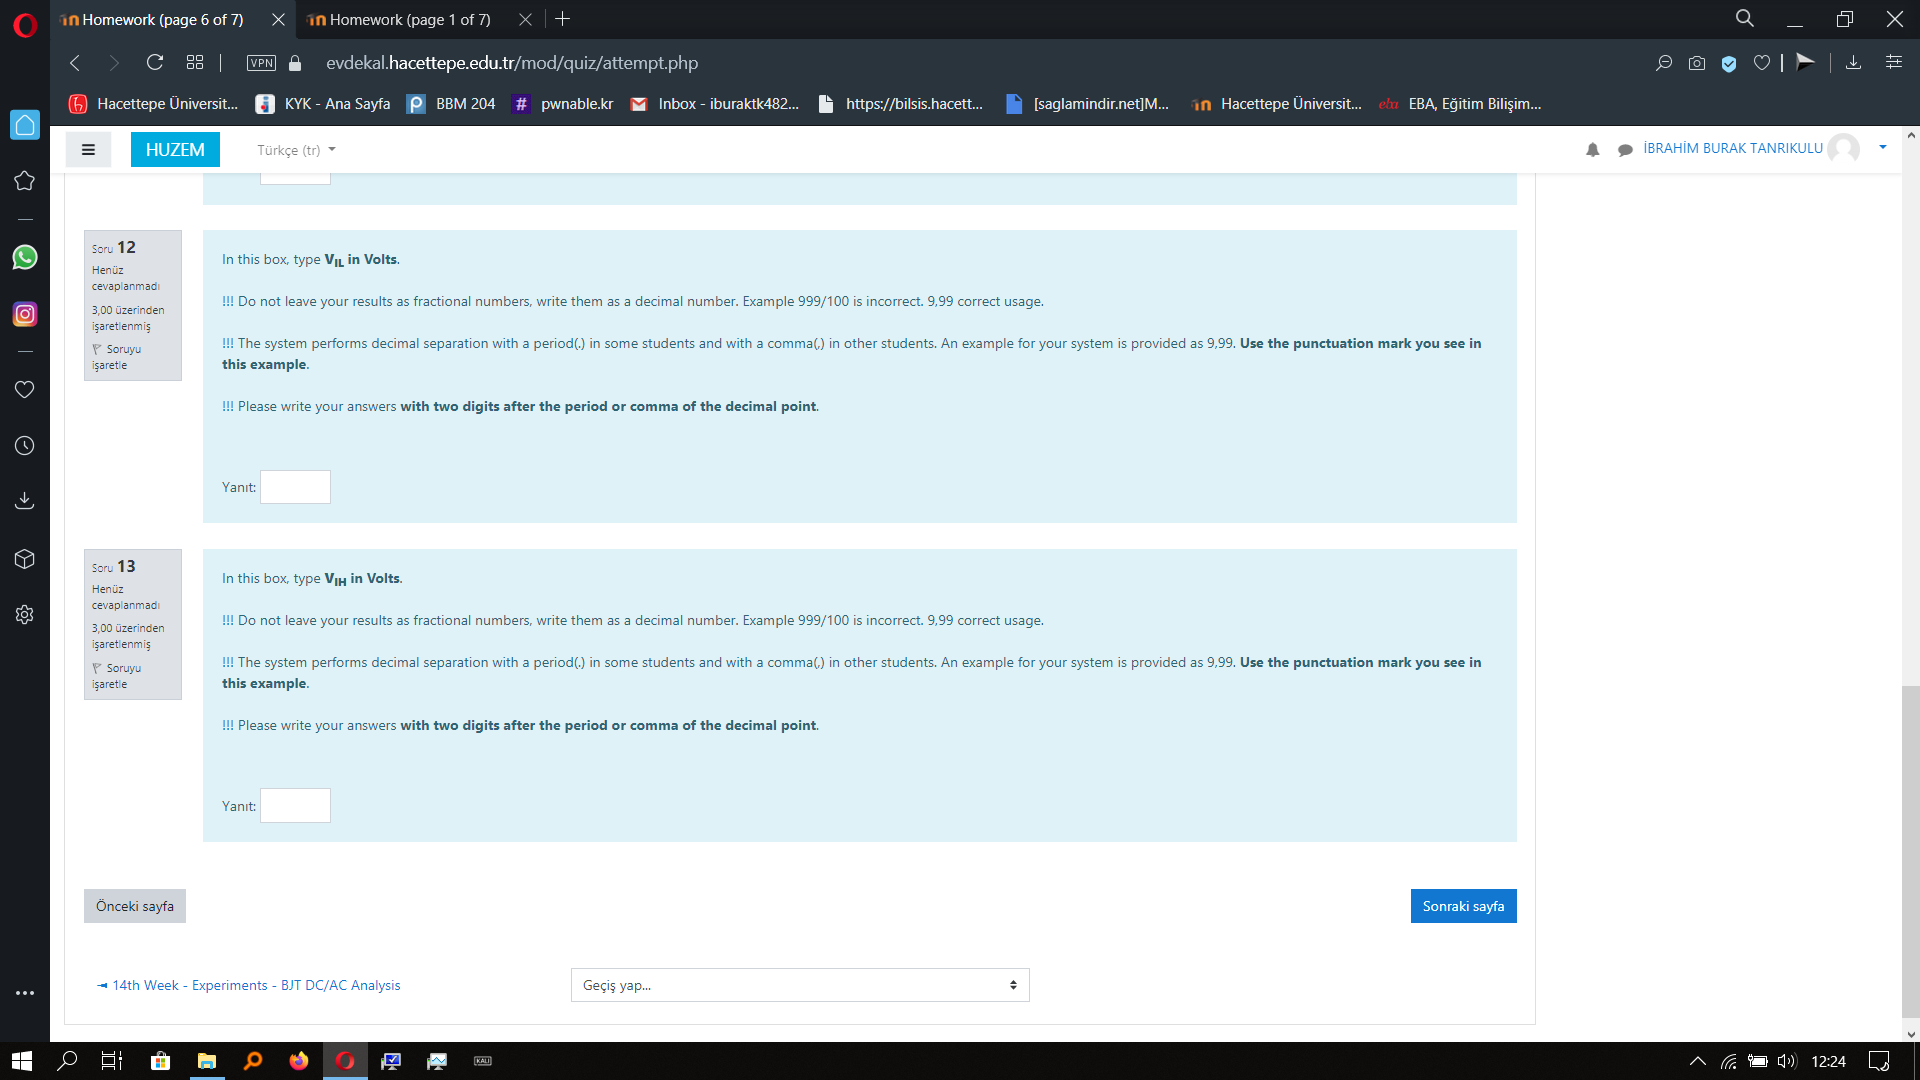 Homework (page 6 of 7)
Homework (page 1 of 7)
VPN
evdekal.hacettepe.edu.tr/mod/quiz/attempt.php
Hacettepe Üniversit...
KYK - Ana Sayfa
BBM 204
pwnable.kr
Inbox - iburaktk482...
https://bilsis.hacett...
[saglamindir.net]M...
Hacettepe Üniversit...
eba
EBA, Eğitim Bilişim...
HUZEM
Türkçe (tr)
İBRAHİM BURAK TANRIKULU
Soru 12
Henüz
cevaplanmadı
3,00 üzerinden
işaretlenmiş
Soruyu
işaretle
In this box, type VIL in Volts.
!!! Do not leave your results as fractional numbers, write them as a decimal number. Example 999/100 is incorrect. 9,99 correct usage.
!!! The system performs decimal separation with a period(.) in some students and with a comma(,) in other students. An example for your system is provided as 9,99. Use the punctuation mark you see in
this example.
!!! Please write your answers with two digits after the period or comma of the decimal point.
Yanıt:
Soru 13
Henüz
cevaplanmadı
3,00 üzerinden
işaretlenmiş
Soruyu
işaretle
In this box, type VIH in Volts.
!!! Do not leave your results as fractional numbers, write them as a decimal number. Example 999/100 is incorrect. 9,99 correct usage.
!!! The system performs decimal separation with a period(.) in some students and with a comma(,) in other students. An example for your system is provided as 9,99. Use the punctuation mark you see in
this example.
!!! Please write your answers with two digits after the period or comma of the decimal point.
Yanıt:
Önceki sayfa
Sonraki sayfa
◄ 14th Week - Experiments - BJT DC/AC Analysis
Geçiş yap...
KALI
12:24